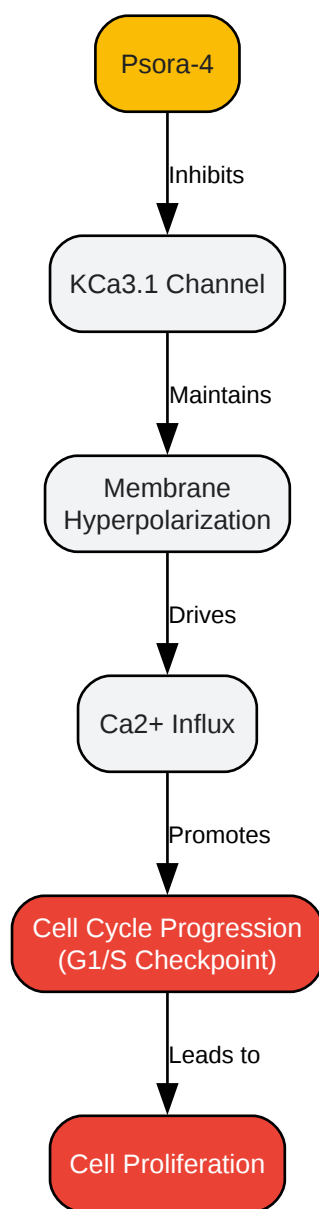 Psora-4
Inhibits
KCa3.1 Channel
Maintains
Membrane
Hyperpolarization
Drives
Ca2+ Influx
Promotes
Cell Cycle Progression
(G1/S Checkpoint)
Leads to
Cell Proliferation